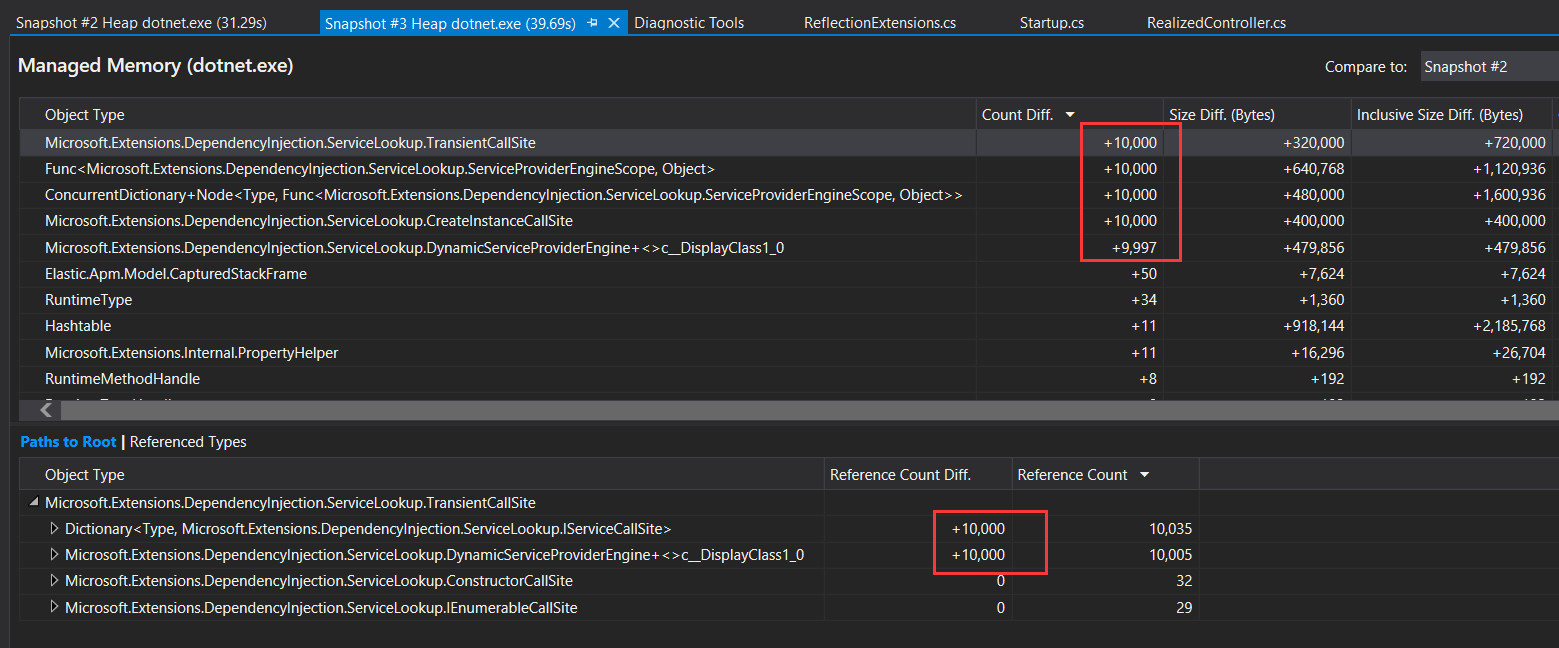 Snapshot #2 Heap dotnet.exe (31.29s) Snapshot #3 Heap dotnet.exe (39.69s) Diagnostic Tools ReflectionExtensions.cs Startup.cs RealizedController.cs
Managed Memory (dotnet.exe) Compare to: Snapshot #2
Object Type Count Diff. Size Diff. (Bytes) Inclusive Size Diff. (Bytes)
Microsoft.Extensions.DependencyInjection.ServiceLookup.TransientCallSite +10,000 +320,000 +720,000
Func<Microsoft.Extensions.DependencyInjection.ServiceLookup.ServiceProviderEngineScope, Object> +10,000 +640,768 +1,120,936
ConcurrentDictionary+Node<Type, Func<Microsoft.Extensions.DependencyInjection.ServiceLookup.ServiceProviderEngineScope, Object>> +10,000 +480,000 +1,600,936
Microsoft.Extensions.DependencyInjection.ServiceLookup.CreateInstanceCallSite +10,000 +400,000 +400,000
Microsoft.Extensions.DependencyInjection.ServiceLookup.DynamicServiceProviderEngine+<>c__DisplayClass1_0 +9,997 +479,856 +479,856
Elastic.Apm.Model.CapturedStackFrame +50 +7,624 +7,624
RuntimeType +34 +1,360 +1,360
Hashtable +11 +918,144 +2,185,768
Microsoft.Extensions.Internal.PropertyHelper +11 +16,296 +26,704
RuntimeMethodHandle +8 +192 +192
Paths to Root | Referenced Types
Object Type Reference Count Diff. Reference Count
Microsoft.Extensions.DependencyInjection.ServiceLookup.TransientCallSite
Dictionary<Type, Microsoft.Extensions.DependencyInjection.ServiceLookup.IServiceCallSite> +10,000 10,035
Microsoft.Extensions.DependencyInjection.ServiceLookup.DynamicServiceProviderEngine+<>c__DisplayClass1_0 +10,000 10,005
Microsoft.Extensions.DependencyInjection.ServiceLookup.ConstructorCallSite 0 32
Microsoft.Extensions.DependencyInjection.ServiceLookup.IEnumerableCallSite 0 29